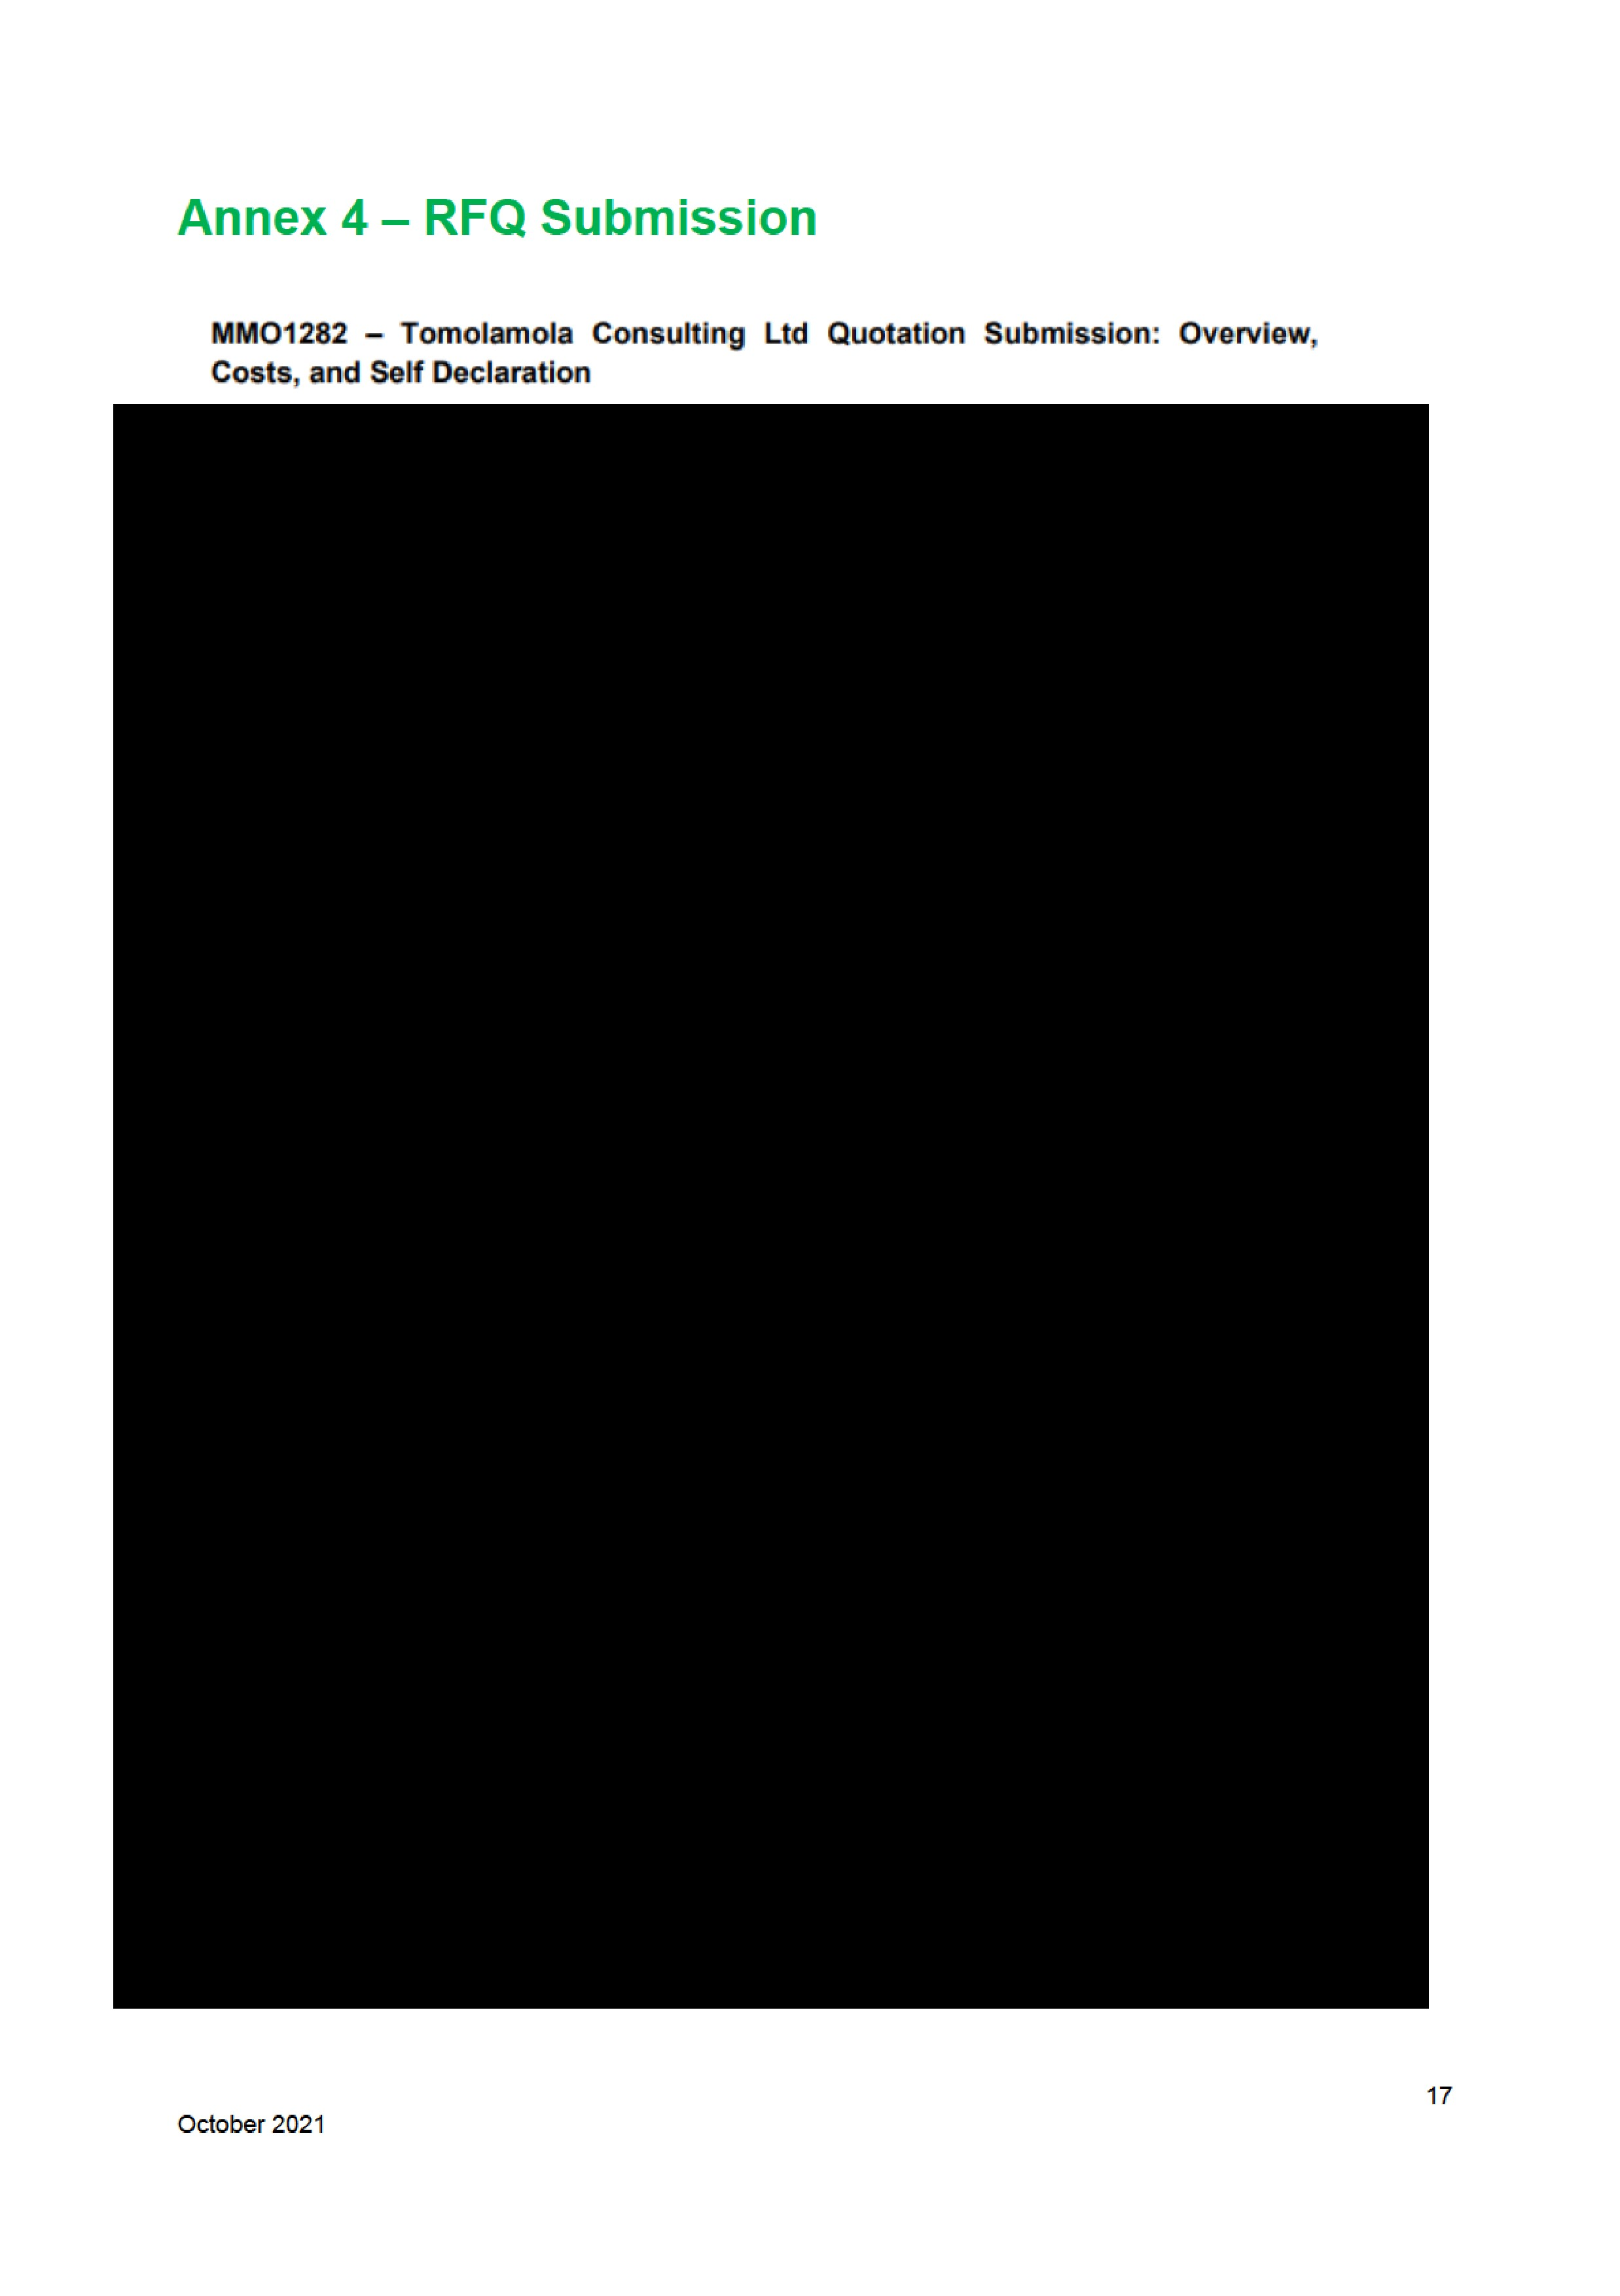 Annex 4 – RFQ Submission
MMO1282 – Tomolamola Consulting Ltd Quotation Submission: Overview,
Costs, and Self Declaration
17
October 2021